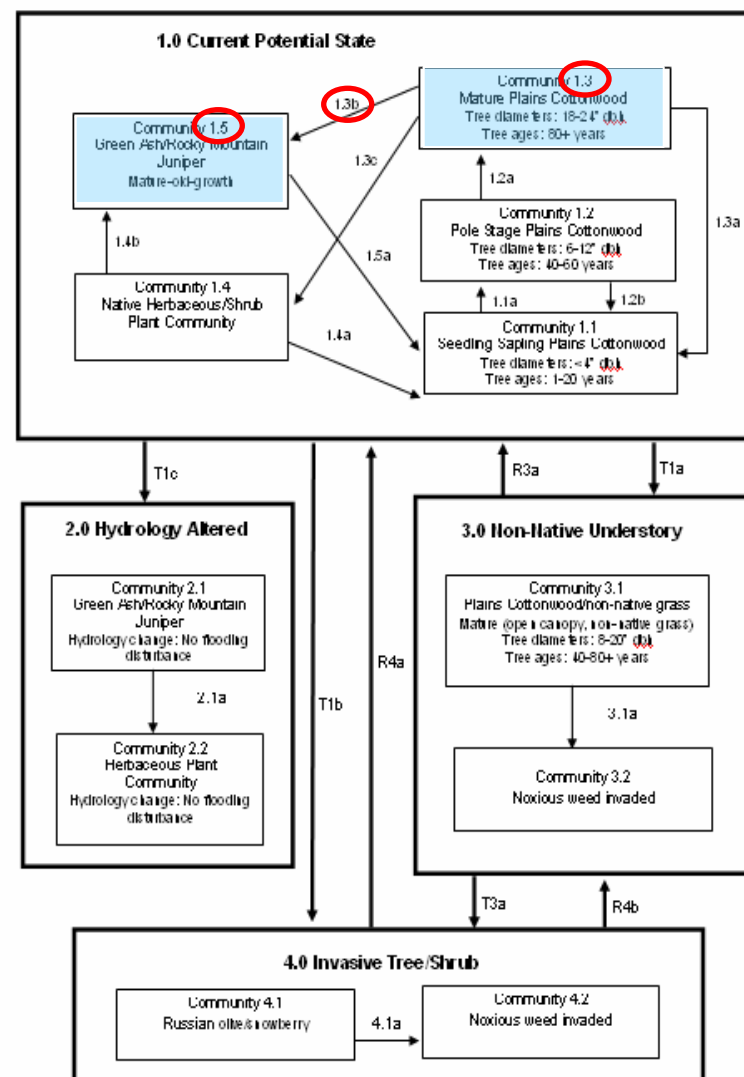 1.0 Current Potential State
Community 1.3
Mature Plains Cottonwood
Tree diameters: 18-24" dbh
Tree ages: 80+ years
1.3b
Community 1.5
Green Ash/Rocky Mountain
Juniper
Mature-old-growth
1.3c
1.2a
1.3a
Community 1.2
Pole Stage Plains Cottonwood
Tree diameters: 6-12" dbh
Tree ages: 40-60 years
1.4b
1.5a
Community 1.4
Native Herbaceous/Shrub
Plant Community
1.1a
1.2b
1.4a
Community 1.1
Seedling Sapling Plains Cottonwood
Tree diameters: <4" dbh
Tree ages: 1-20 years
T1c
R3a
T1a
2.0 Hydrology Altered
Community 2.1
Green Ash/Rocky Mountain
Juniper
Hydrology change: No flooding
disturbance
2.1a
Community 2.2
Herbaceous Plant
Community
Hydrology change: No flooding
disturbance
T1b
R4a
3.0 Non-Native Understory
Community 3.1
Plains Cottonwood/non-native grass
Mature (open canopy, non-native grass)
Tree diameters: 8-20" dbh
Tree ages: 40-80+ years
3.1a
Community 3.2
Noxious weed invaded
T3a
R4b
4.0 Invasive Tree/Shrub
Community 4.1
Russian olive/snowberry
4.1a
Community 4.2
Noxious weed invaded